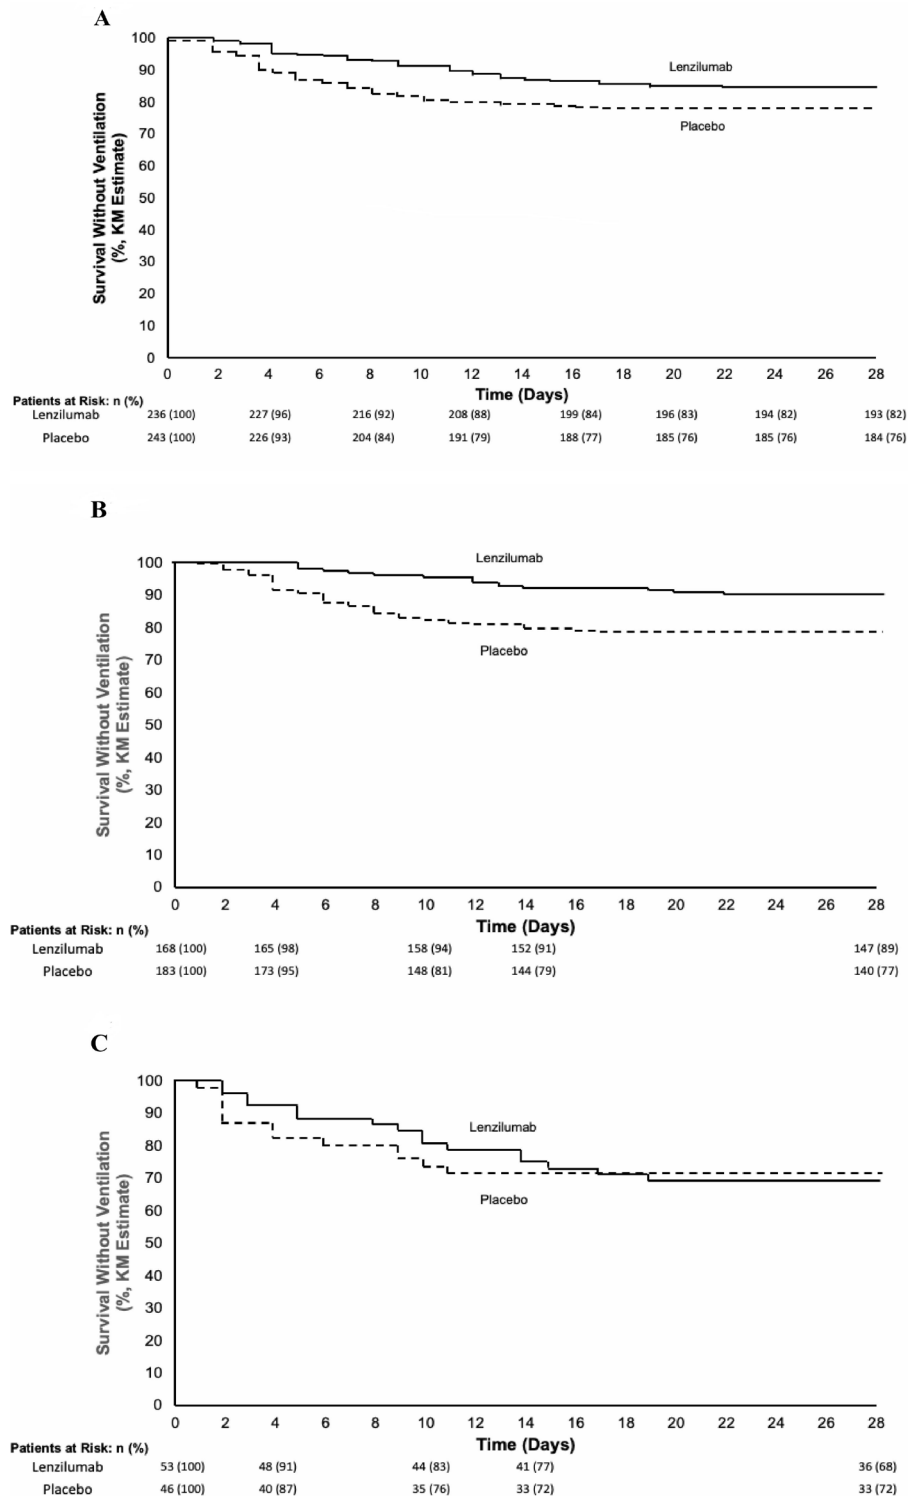 A
100
90
80
70
60
50
40
30
20
10
0
Survival Without Ventilation
(%, KM Estimate)
Lenzilumab
Placebo
0 2 4 6 8 10 12 14 16 18 20 22 24 26 28
Time (Days)
Patients at Risk: n (%)
Lenzilumab 236 (100) 227 (96) 216 (92) 208 (88) 199 (84) 196 (83) 194 (82) 193 (82)
Placebo 243 (100) 226 (93) 204 (84) 191 (79) 188 (77) 185 (76) 185 (76) 184 (76)
B
100
90
80
70
60
50
40
30
20
10
0
Survival Without Ventilation
(%, KM Estimate)
Lenzilumab
Placebo
0 2 4 6 8 10 12 14 16 18 20 22 24 26 28
Time (Days)
Patients at Risk: n (%)
Lenzilumab 168 (100) 165 (98) 158 (94) 152 (91) 147 (89)
Placebo 183 (100) 173 (95) 148 (81) 144 (79) 140 (77)
C
100
90
80
70
60
50
40
30
20
10
0
Survival Without Ventilation
(%, KM Estimate)
Lenzilumab
Placebo
0 2 4 6 8 10 12 14 16 18 20 22 24 26 28
Time (Days)
Patients at Risk: n (%)
Lenzilumab 53 (100) 48 (91) 44 (83) 41 (77) 36 (68)
Placebo 46 (100) 40 (87) 35 (76) 33 (72) 33 (72)